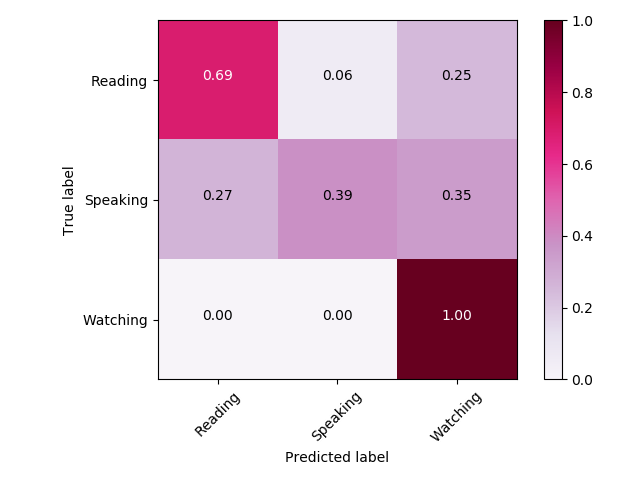 Reading 0.69 0.06 0.25
Speaking 0.27 0.39 0.35
Watching 0.00 0.00 1.00
Reading Speaking Watching
Predicted label
True label
1.0
0.8
0.6
0.4
0.2
0.0